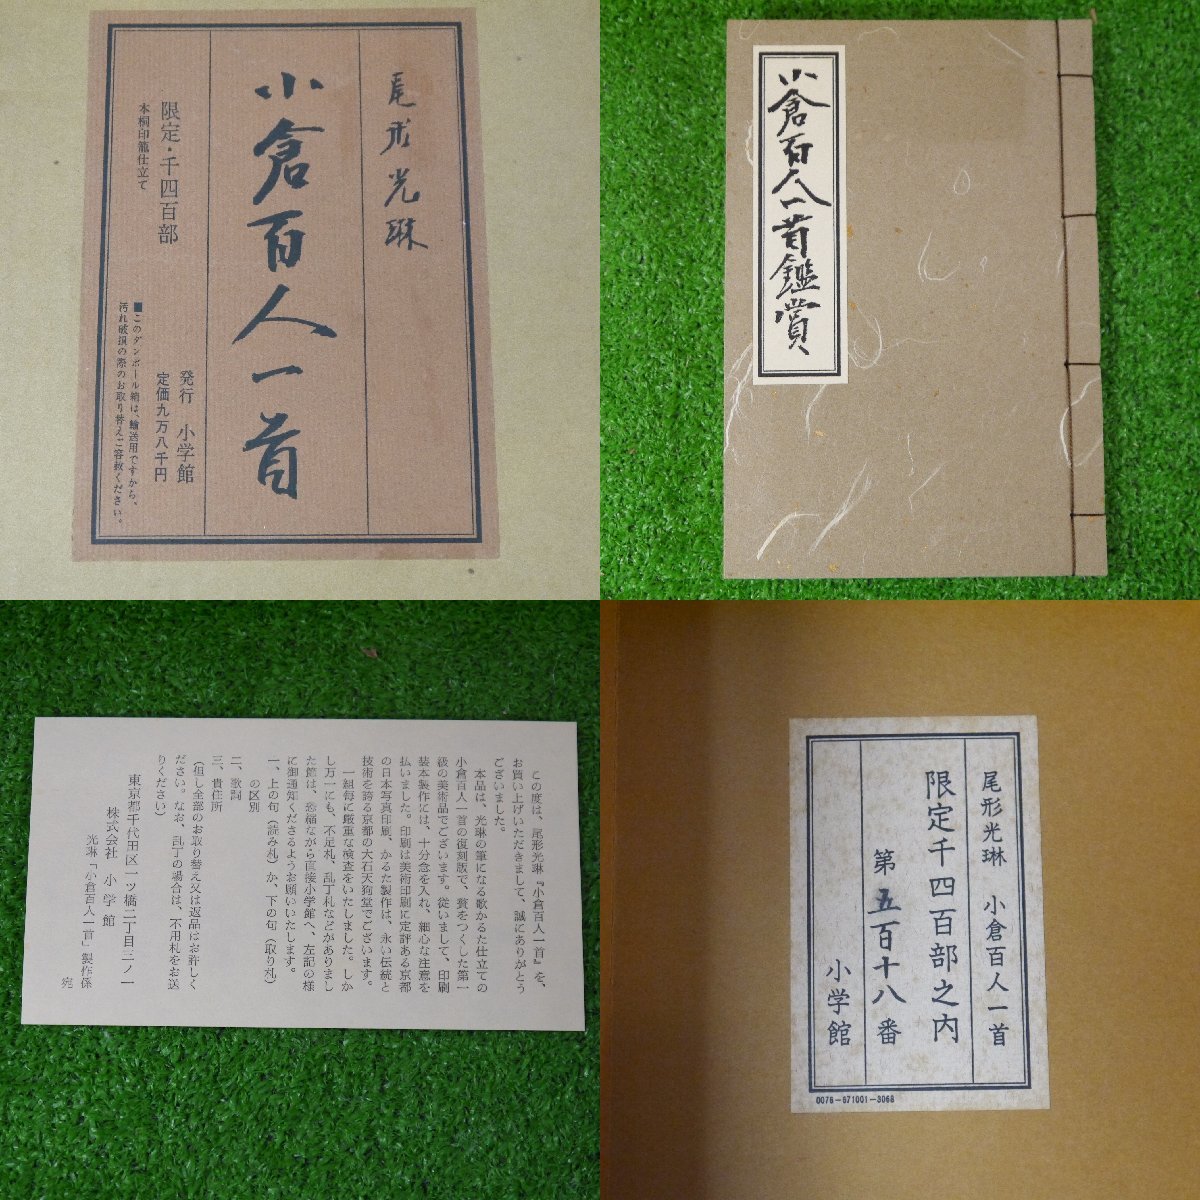 尾形光琳
小倉百人一首
限定・千四百部
本桐印籠仕立て
発行 小学館
定価九万八千円
■このダンボール箱は、輸送用ですから、
汚れ破損の際のお取り替えご容赦ください。
小倉百人一首鑑賞
この度は、尾形光琳『小倉百人一首』を、
お買い上げいただきまして、誠にありがとう
ございました。
本品は、光琳の筆になる歌かるた仕立ての
小倉百人一首の復刻版で、贅をつくした第一
級の美術品でございます。従いまして、印刷
装本製作には、十分念を入れ、細心な注意を
払いました。印刷は美術印刷に定評ある京都
の日本写真印刷、かるた製作は、永い伝統と
技術を誇る京都の大石天狗堂でございます。
一組毎に厳重な検査をいたしました。しか
し万一にも、不足札、乱丁札などがありまし
た節は、恐縮ながら直接小学館へ、左記の様
に御通知くださるようお願いいたします。
一、上の句（読み札）か、下の句（取り札）
の区別
二、歌詞
三、貴住所
（但し全部のお取り替え又は返品はお許しく
ださい。なお、乱丁の場合は、不用札をお送
りください）
東京都千代田区一ツ橋二丁目三ノ一
株式会社 小学館
光琳「小倉百人一首」製作係
宛
尾形光琳 小倉百人一首
限定千四百部之内
第五百十八番
小学館
0076-571001-3068